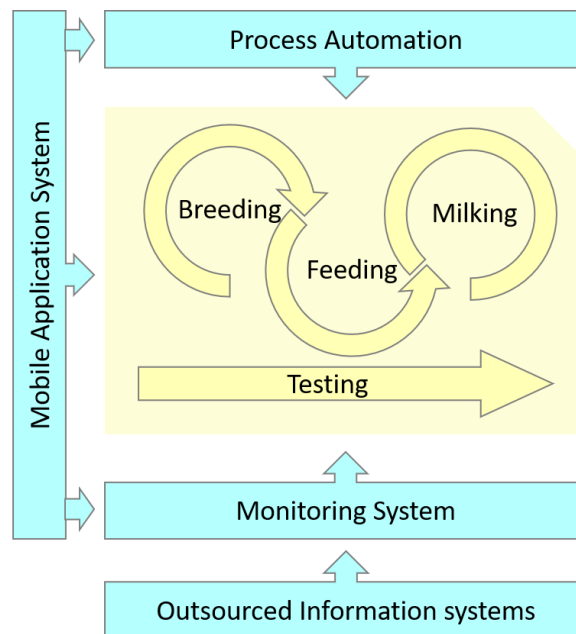 Process Automation
Mobile Application System
Breeding
Milking
Feeding
Testing
Monitoring System
Outsourced Information systems